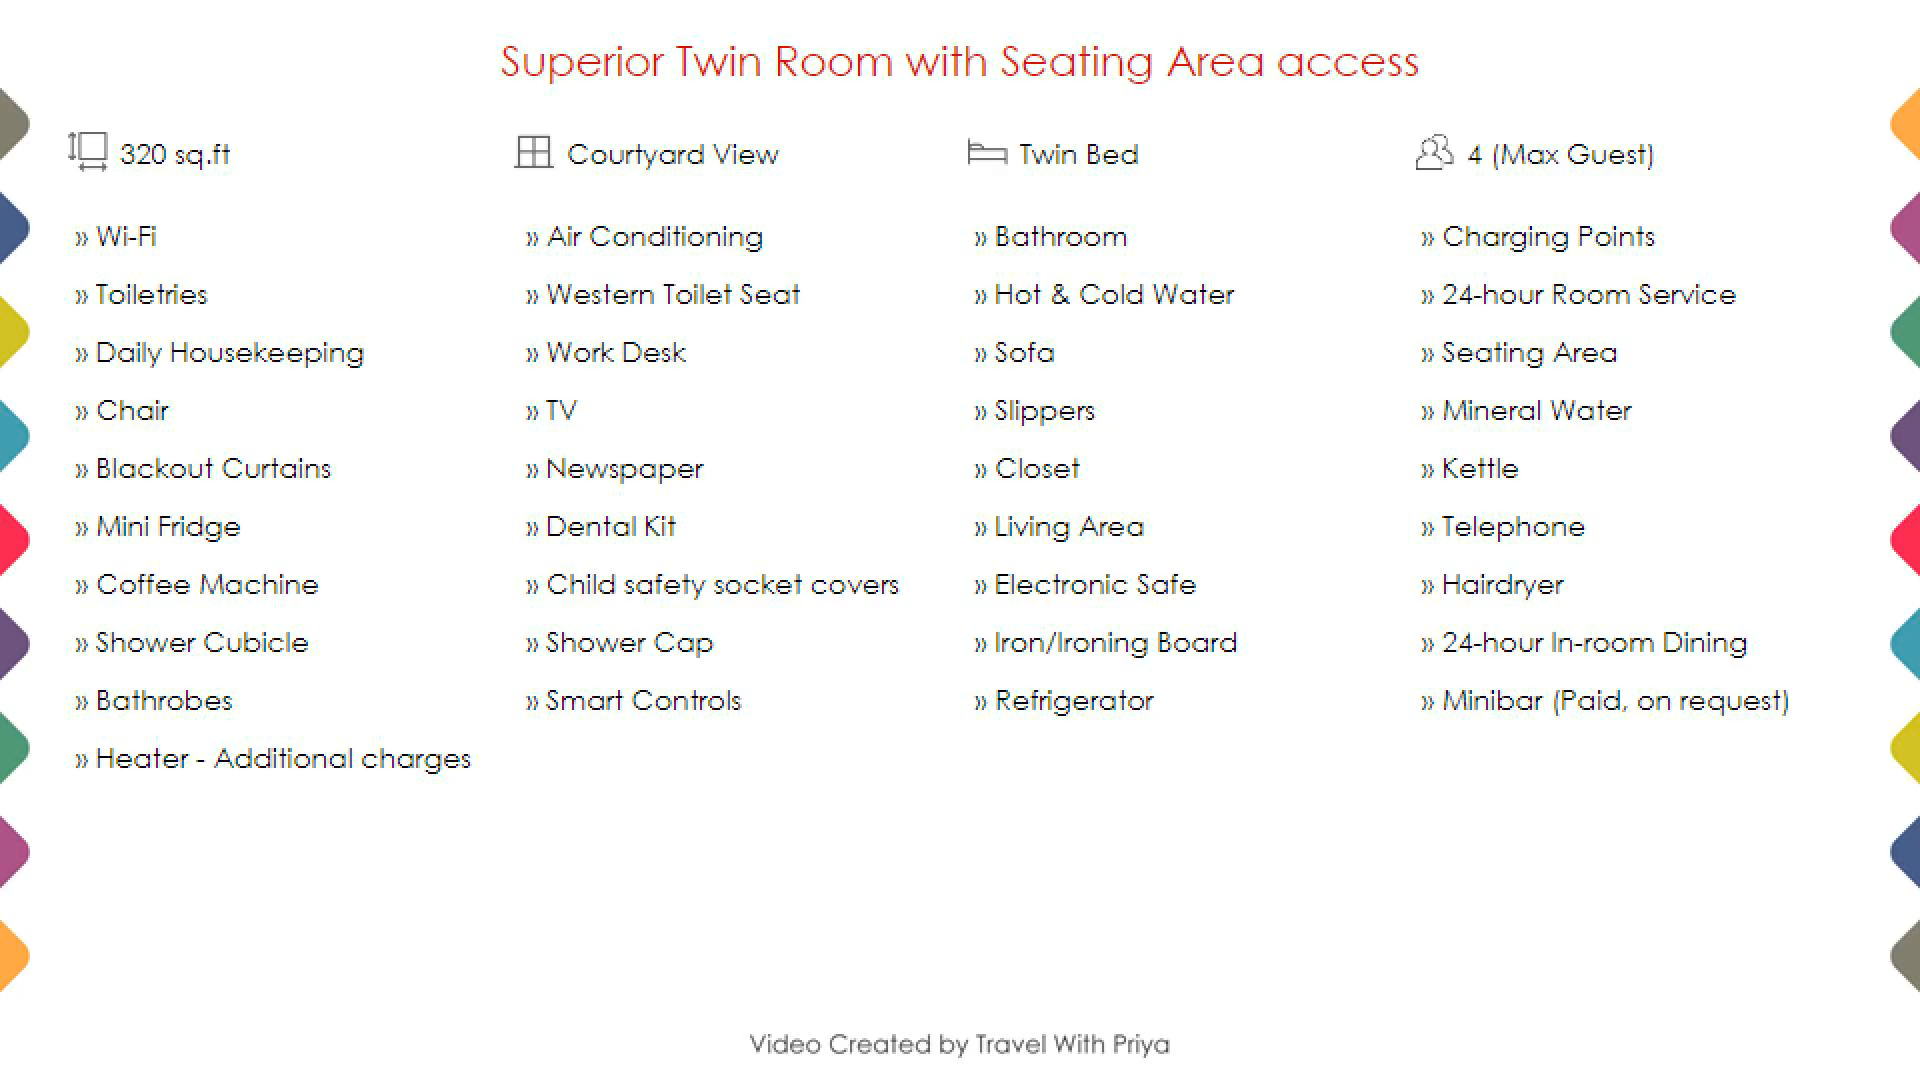 Superior Twin Room with Seating Area access
320 sq.ft
Courtyard View
Twin Bed
4 (Max Guest)
» Wi-Fi
» Air Conditioning
» Bathroom
» Charging Points
» Toiletries
» Western Toilet Seat
» Hot & Cold Water
» 24-hour Room Service
» Daily Housekeeping
» Work Desk
» Sofa
» Seating Area
» Chair
» TV
» Slippers
» Mineral Water
» Blackout Curtains
» Newspaper
» Closet
» Kettle
» Mini Fridge
» Dental Kit
» Living Area
» Telephone
» Coffee Machine
» Child safety socket covers
» Electronic Safe
» Hairdryer
» Shower Cubicle
» Shower Cap
» Iron/Ironing Board
» 24-hour In-room Dining
» Bathrobes
» Smart Controls
» Refrigerator
» Minibar (Paid, on request)
» Heater - Additional charges
Video Created by Travel With Priya